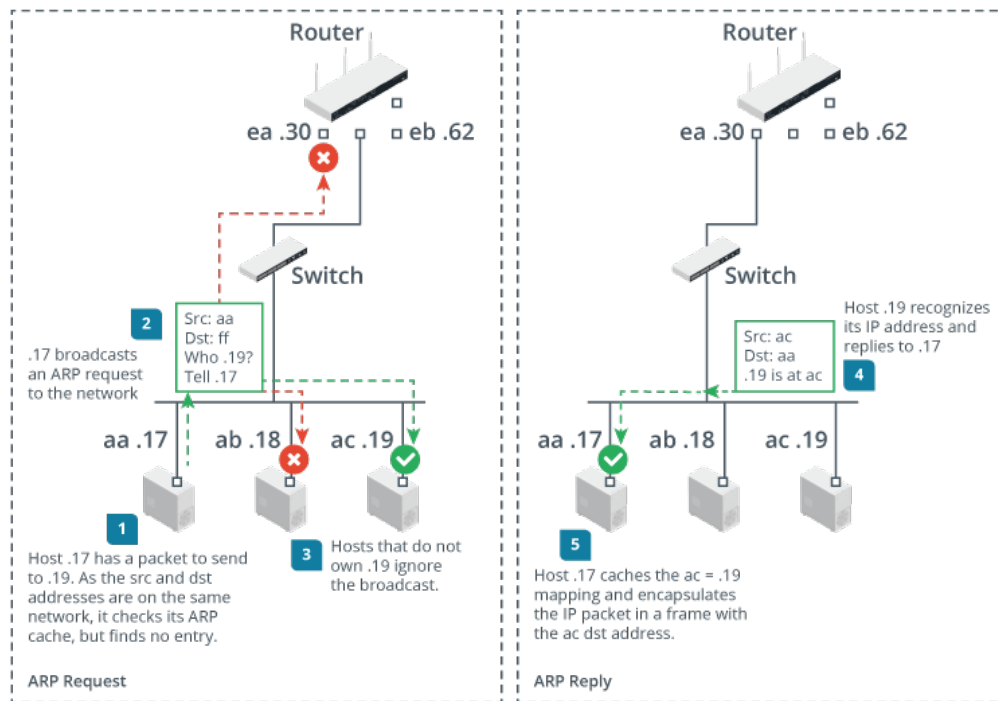 Router
ea .30
eb .62
Switch
2
Src: aa
Dst: ff
Who .19?
Tell .17
.17 broadcasts
an ARP request
to the network
aa .17
ab .18
ac .19
1
Host .17 has a packet to send
to .19. As the src and dst
addresses are on the same
network, it checks its ARP
cache, but finds no entry.
3
Hosts that do not
own .19 ignore
the broadcast.
ARP Request
Router
ea .30
eb .62
Switch
Host .19 recognizes
its IP address and
replies to .17
4
Src: ac
Dst: aa
.19 is at ac
aa .17
ab .18
ac .19
5
Host .17 caches the ac = .19
mapping and encapsulates
the IP packet in a frame with
the ac dst address.
ARP Reply